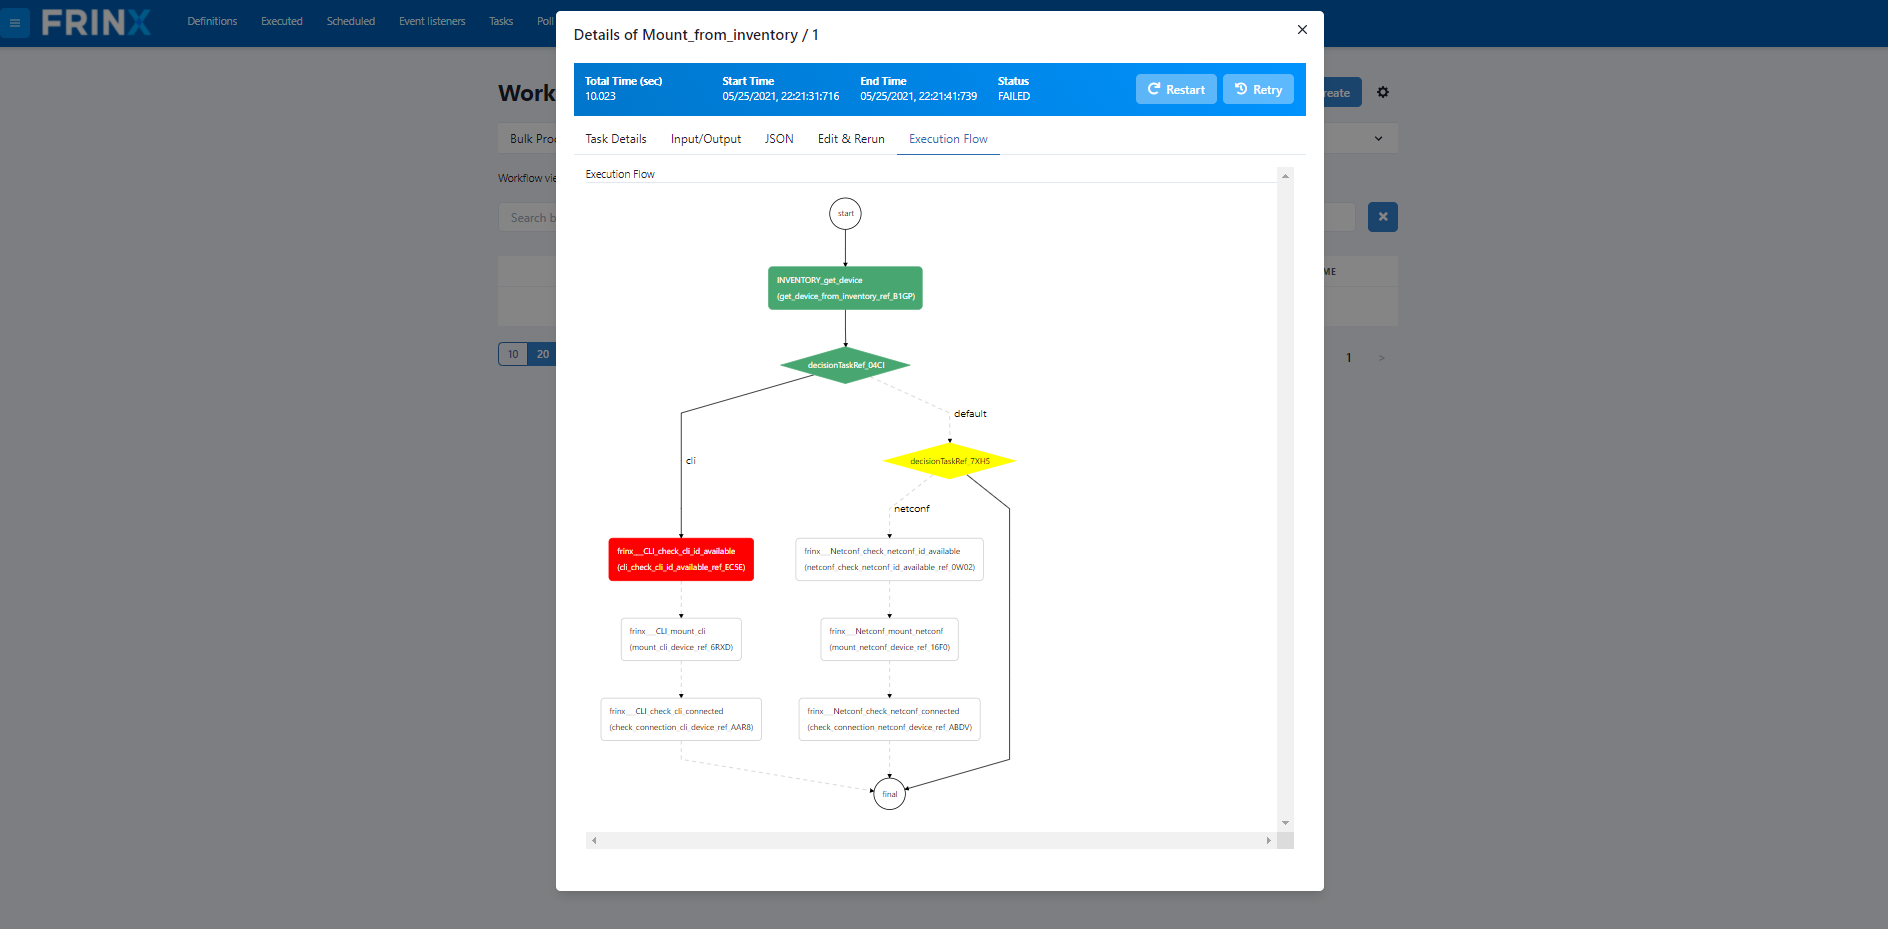 FRINX
Definitions
Executed
Scheduled
Event listeners
Tasks
Poll
Details of Mount_from_inventory / 1
Total Time (sec)
10.023
Start Time
05/25/2021, 22:21:31:716
End Time
05/25/2021, 22:21:41:739
Status
FAILED
Restart
Retry
Work
reate
Bulk Proc
Workflow vie
Search b
ME
10
20
1
>
Task Details
Input/Output
JSON
Edit & Rerun
Execution Flow
Execution Flow
start
INVENTORY_get_device
(get_device_from_inventory_ref_B1GP)
decisionTaskRef_04CI
default
cli
decisionTaskRef_7XHS
netconf
frinx__CLI_check_cli_id_available
(cli_check_cli_id_available_ref_ECSE)
frinx__Netconf_check_netconf_id_available
(netconf_check_netconf_id_available_ref_0W02)
frinx__CLI_mount_cli
(mount_cli_device_ref_6RXD)
frinx__Netconf_mount_netconf
(mount_netconf_device_ref_16F0)
frinx__CLI_check_cli_connected
(check_connection_cli_device_ref_AAR8)
frinx__Netconf_check_netconf_connected
(check_connection_netconf_device_ref_ABDV)
final